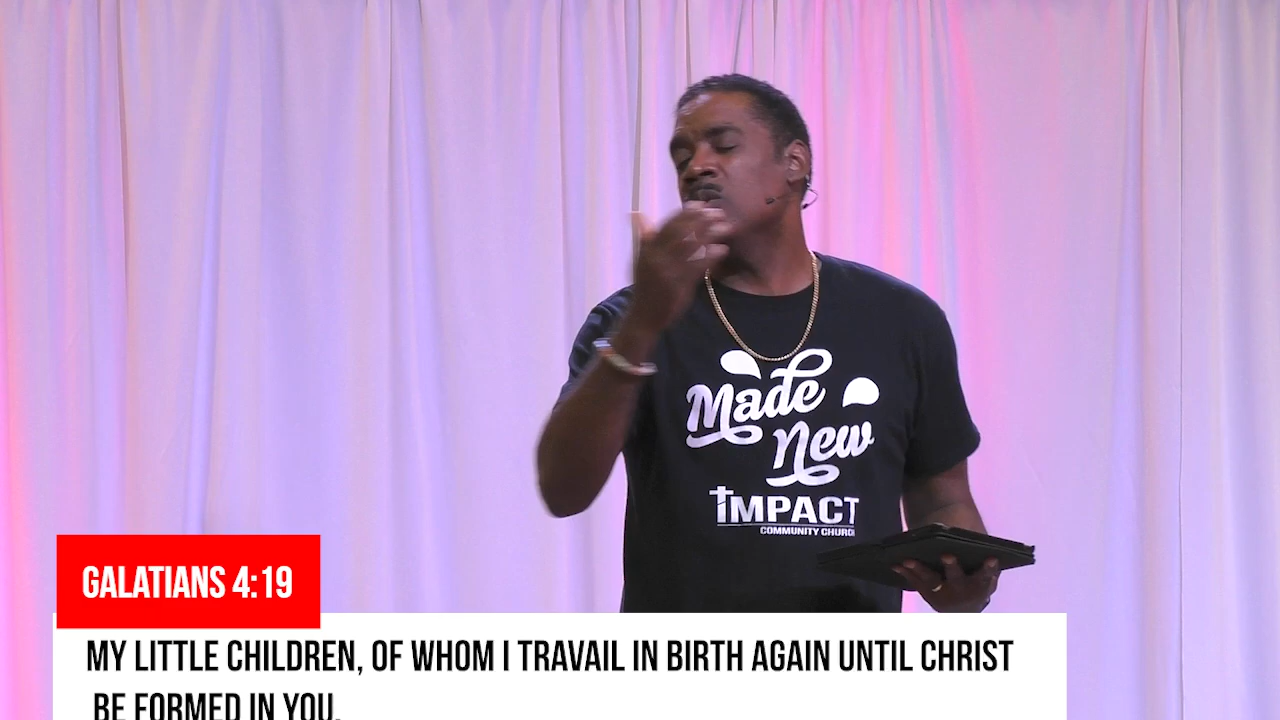 Made
New
IMPACT
COMMUNITY CHURCH
GALATIANS 4:19
MY LITTLE CHILDREN, OF WHOM I TRAVAIL IN BIRTH AGAIN UNTIL CHRIST
BE FORMED IN YOU.